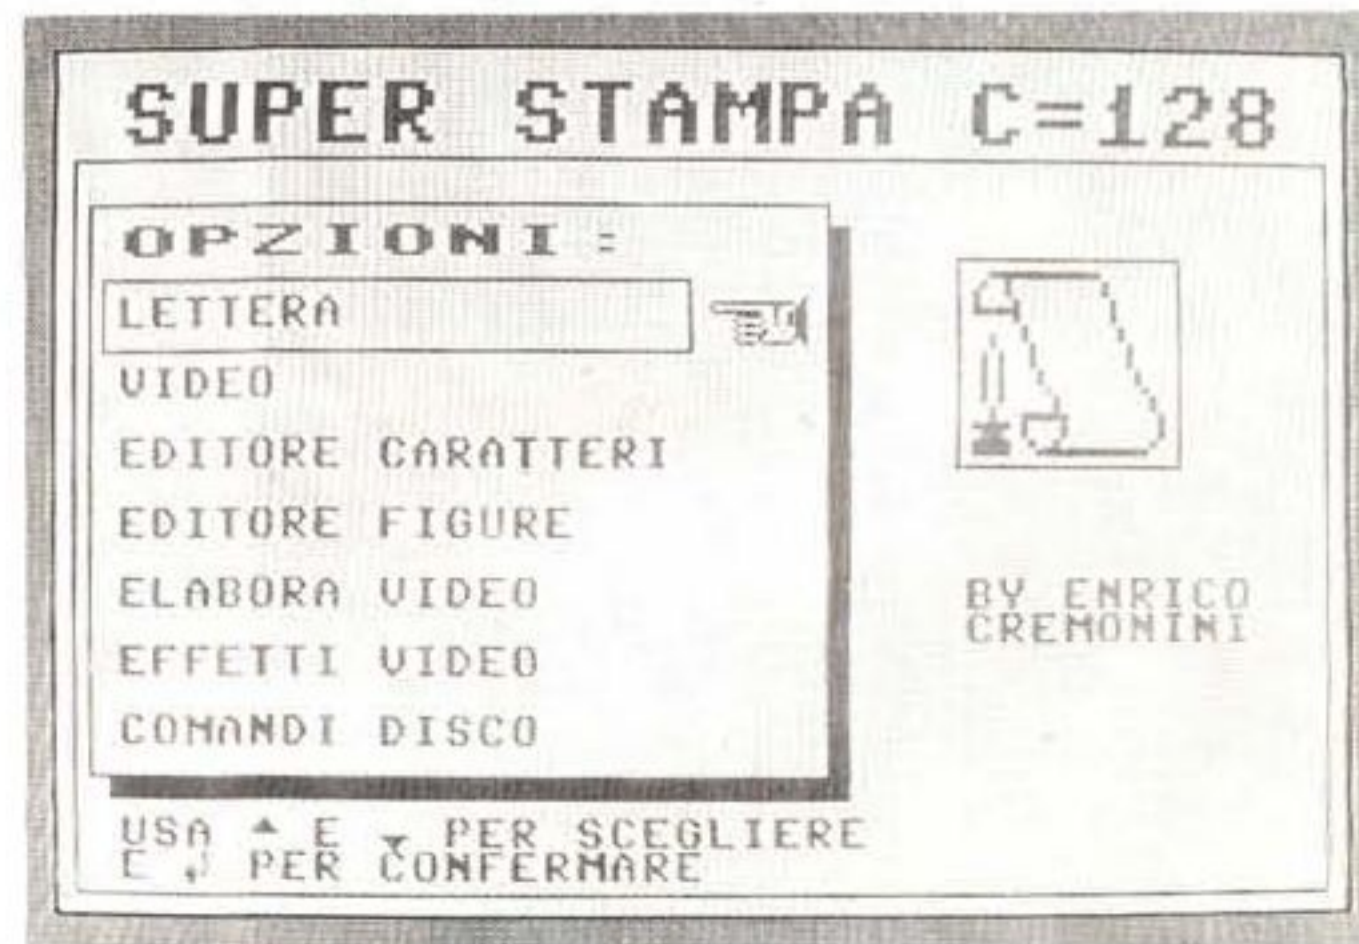 SUPER STAMPA C=128
OPZIONI:
LETTERA
VIDEO
EDITORE CARATTERI
EDITORE FIGURE
ELABORA VIDEO
EFFETTI VIDEO
COMANDI DISCO
BY ENRICO
CREMONINI
USA ▲ E ▼ PER SCEGLIERE
E ↲ PER CONFERMARE